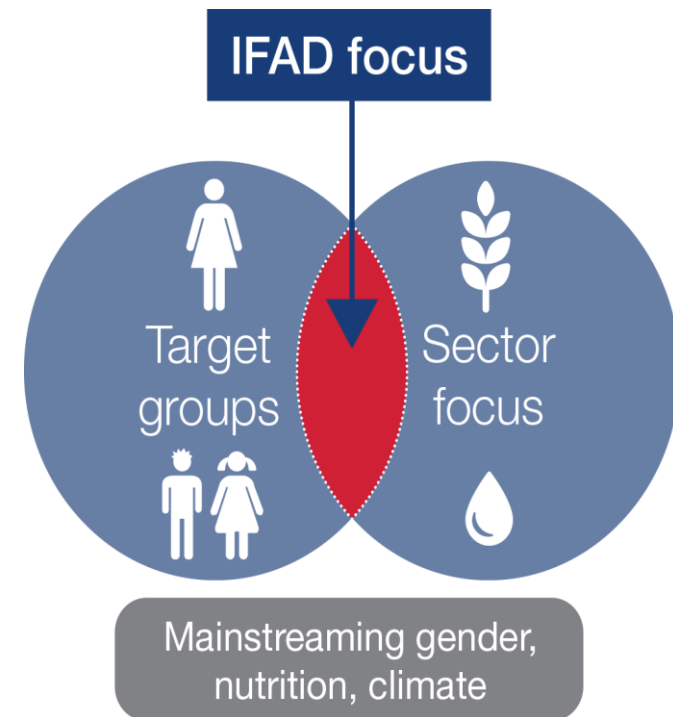 IFAD focus
Target
groups
Sector
focus
Mainstreaming gender,
nutrition, climate